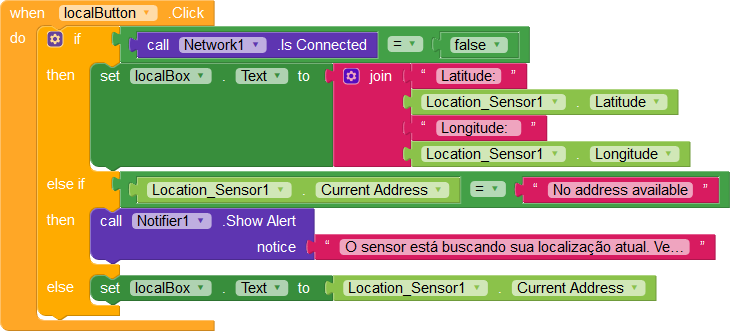 when localButton .Click
do if call Network1 .Is Connected = false
then set localBox . Text to join “ Latitude: ”
Location_Sensor1 . Latitude
“ Longitude: ”
Location_Sensor1 . Longitude
else if Location_Sensor1 . Current Address = “ No address available ”
then call Notifier1 .Show Alert
notice “ O sensor está buscando sua localização atual. Ve… ”
else set localBox . Text to Location_Sensor1 . Current Address